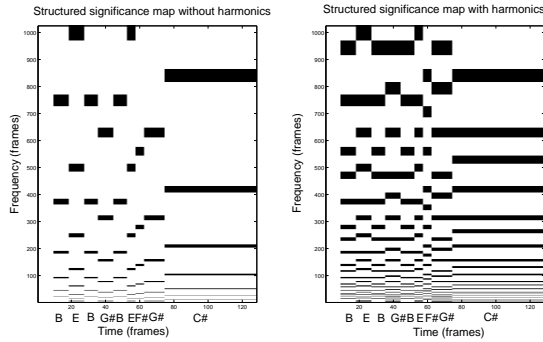 Structured significance map without harmonics
1000
900
800
700
600
500
400
300
200
100
Frequency (frames)
20 40 60 80 100 120
B E B G#B EF#G# C#
Time (frames)
Structured significance map with harmonics
1000
900
800
700
600
500
400
300
200
100
Frequency (frames)
20 40 60 80 100 120
B E B G#B E F#G# C#
Time (frames)